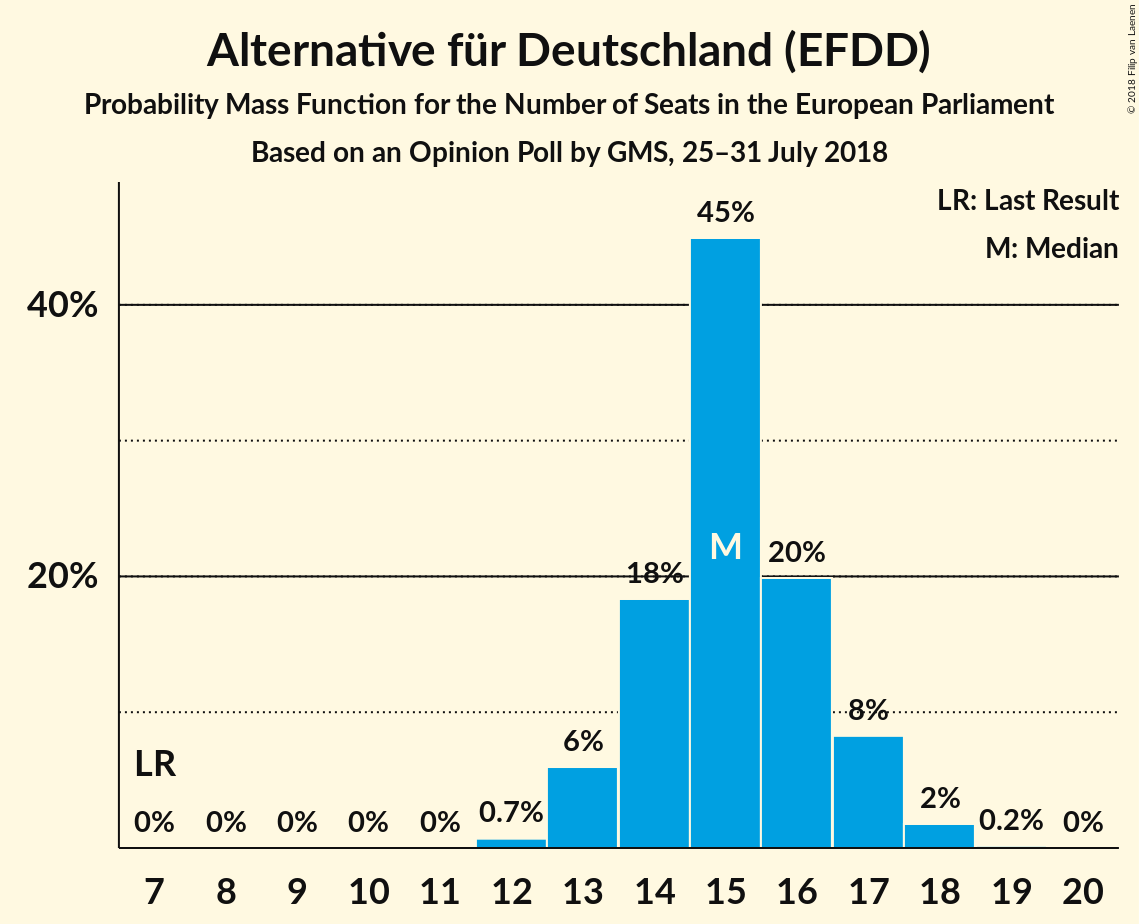 © 2018 Filip van Laenen
Alternative für Deutschland (EFDD)
Probability Mass Function for the Number of Seats in the European Parliament
Based on an Opinion Poll by GMS, 25–31 July 2018
LR: Last Result
M: Median
45%
40%
M
20%
20%
18%
8%
6%
LR
2%
0% 0% 0% 0% 0% 0.7% 0.2% 0%
7 8 9 10 11 12 13 14 15 16 17 18 19 20